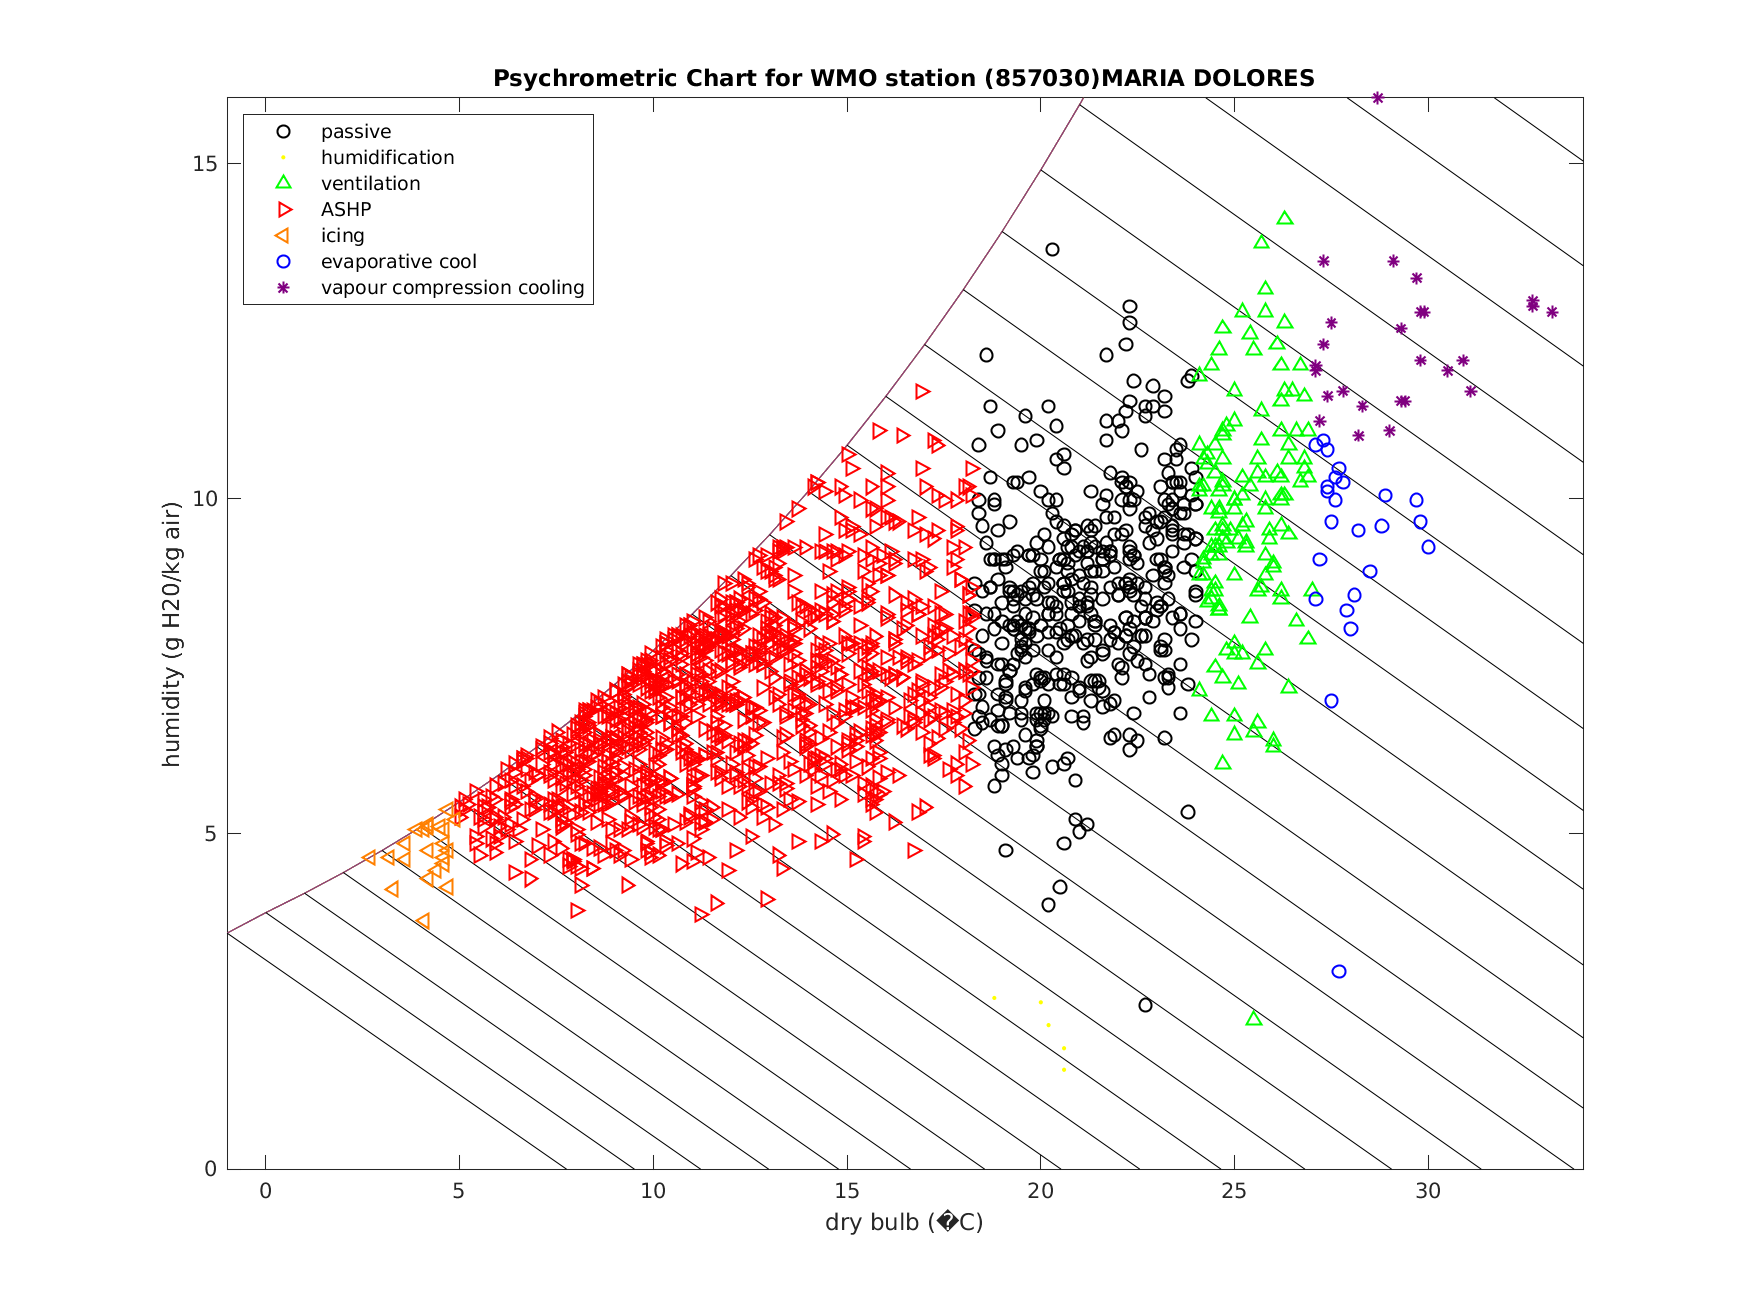 Psychrometric Chart for WMO station (857030)MARIA DOLORES
passive
humidification
ventilation
ASHP
icing
evaporative cool
vapour compression cooling
15
10
5
0
humidity (g H20/kg air)
0 5 10 15 20 25 30
dry bulb (�C)